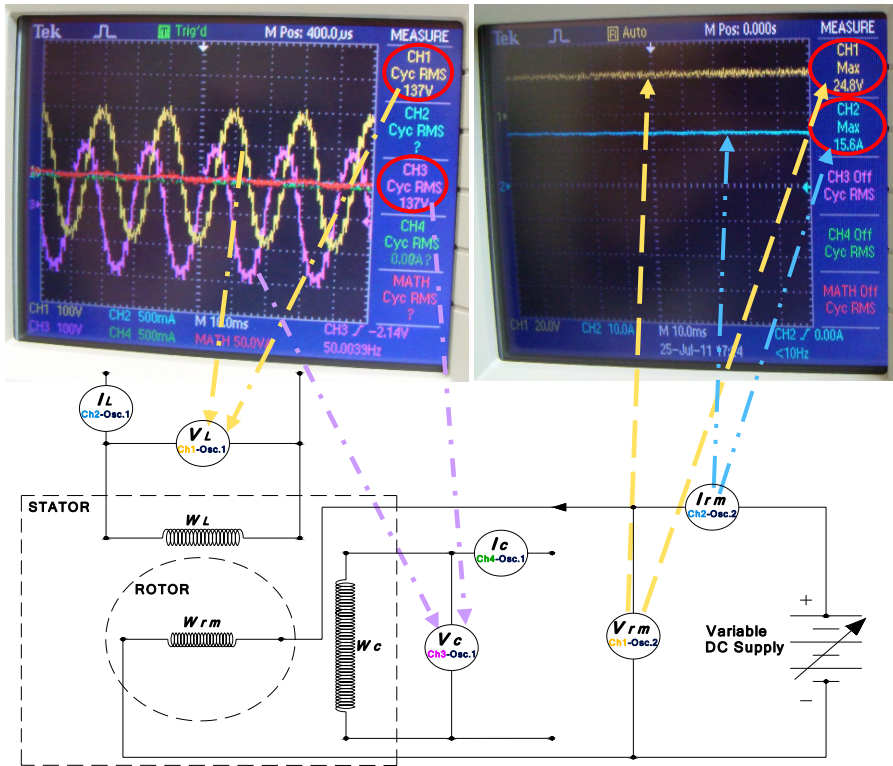 Tek
T Trig'd
M Pos: 400.0µs
MEASURE
CH1
Cyc RMS
137V
CH2
Cyc RMS
?
CH3
Cyc RMS
137V
CH4
Cyc RMS
0.00A?
MATH
Cyc RMS
?
CH1 100V
CH2 500mA
M 10.0ms
CH3 ∕ -2.14V
CH3 100V
CH4 500mA
MATH 50.0V
50.0039Hz
Tek
R Auto
M Pos: 0.000s
MEASURE
CH1
Max
24.8V
CH2
Max
15.6A
CH3 Off
Cyc RMS
CH4 Off
Cyc RMS
MATH Off
Cyc RMS
CH1 20.0V
CH2 10.0A
M 10.0ms
CH2 ∕ 0.00A
25-Jul-11
<10Hz
IL
Ch2-Osc.1
VL
Ch1-Osc.1
STATOR
WL
ROTOR
Wrm
Wc
Ic
Ch4-Osc.1
Vc
Ch3-Osc.1
Irm
Ch2-Osc.2
Vrm
Ch1-Osc.2
Variable
DC Supply
+
−